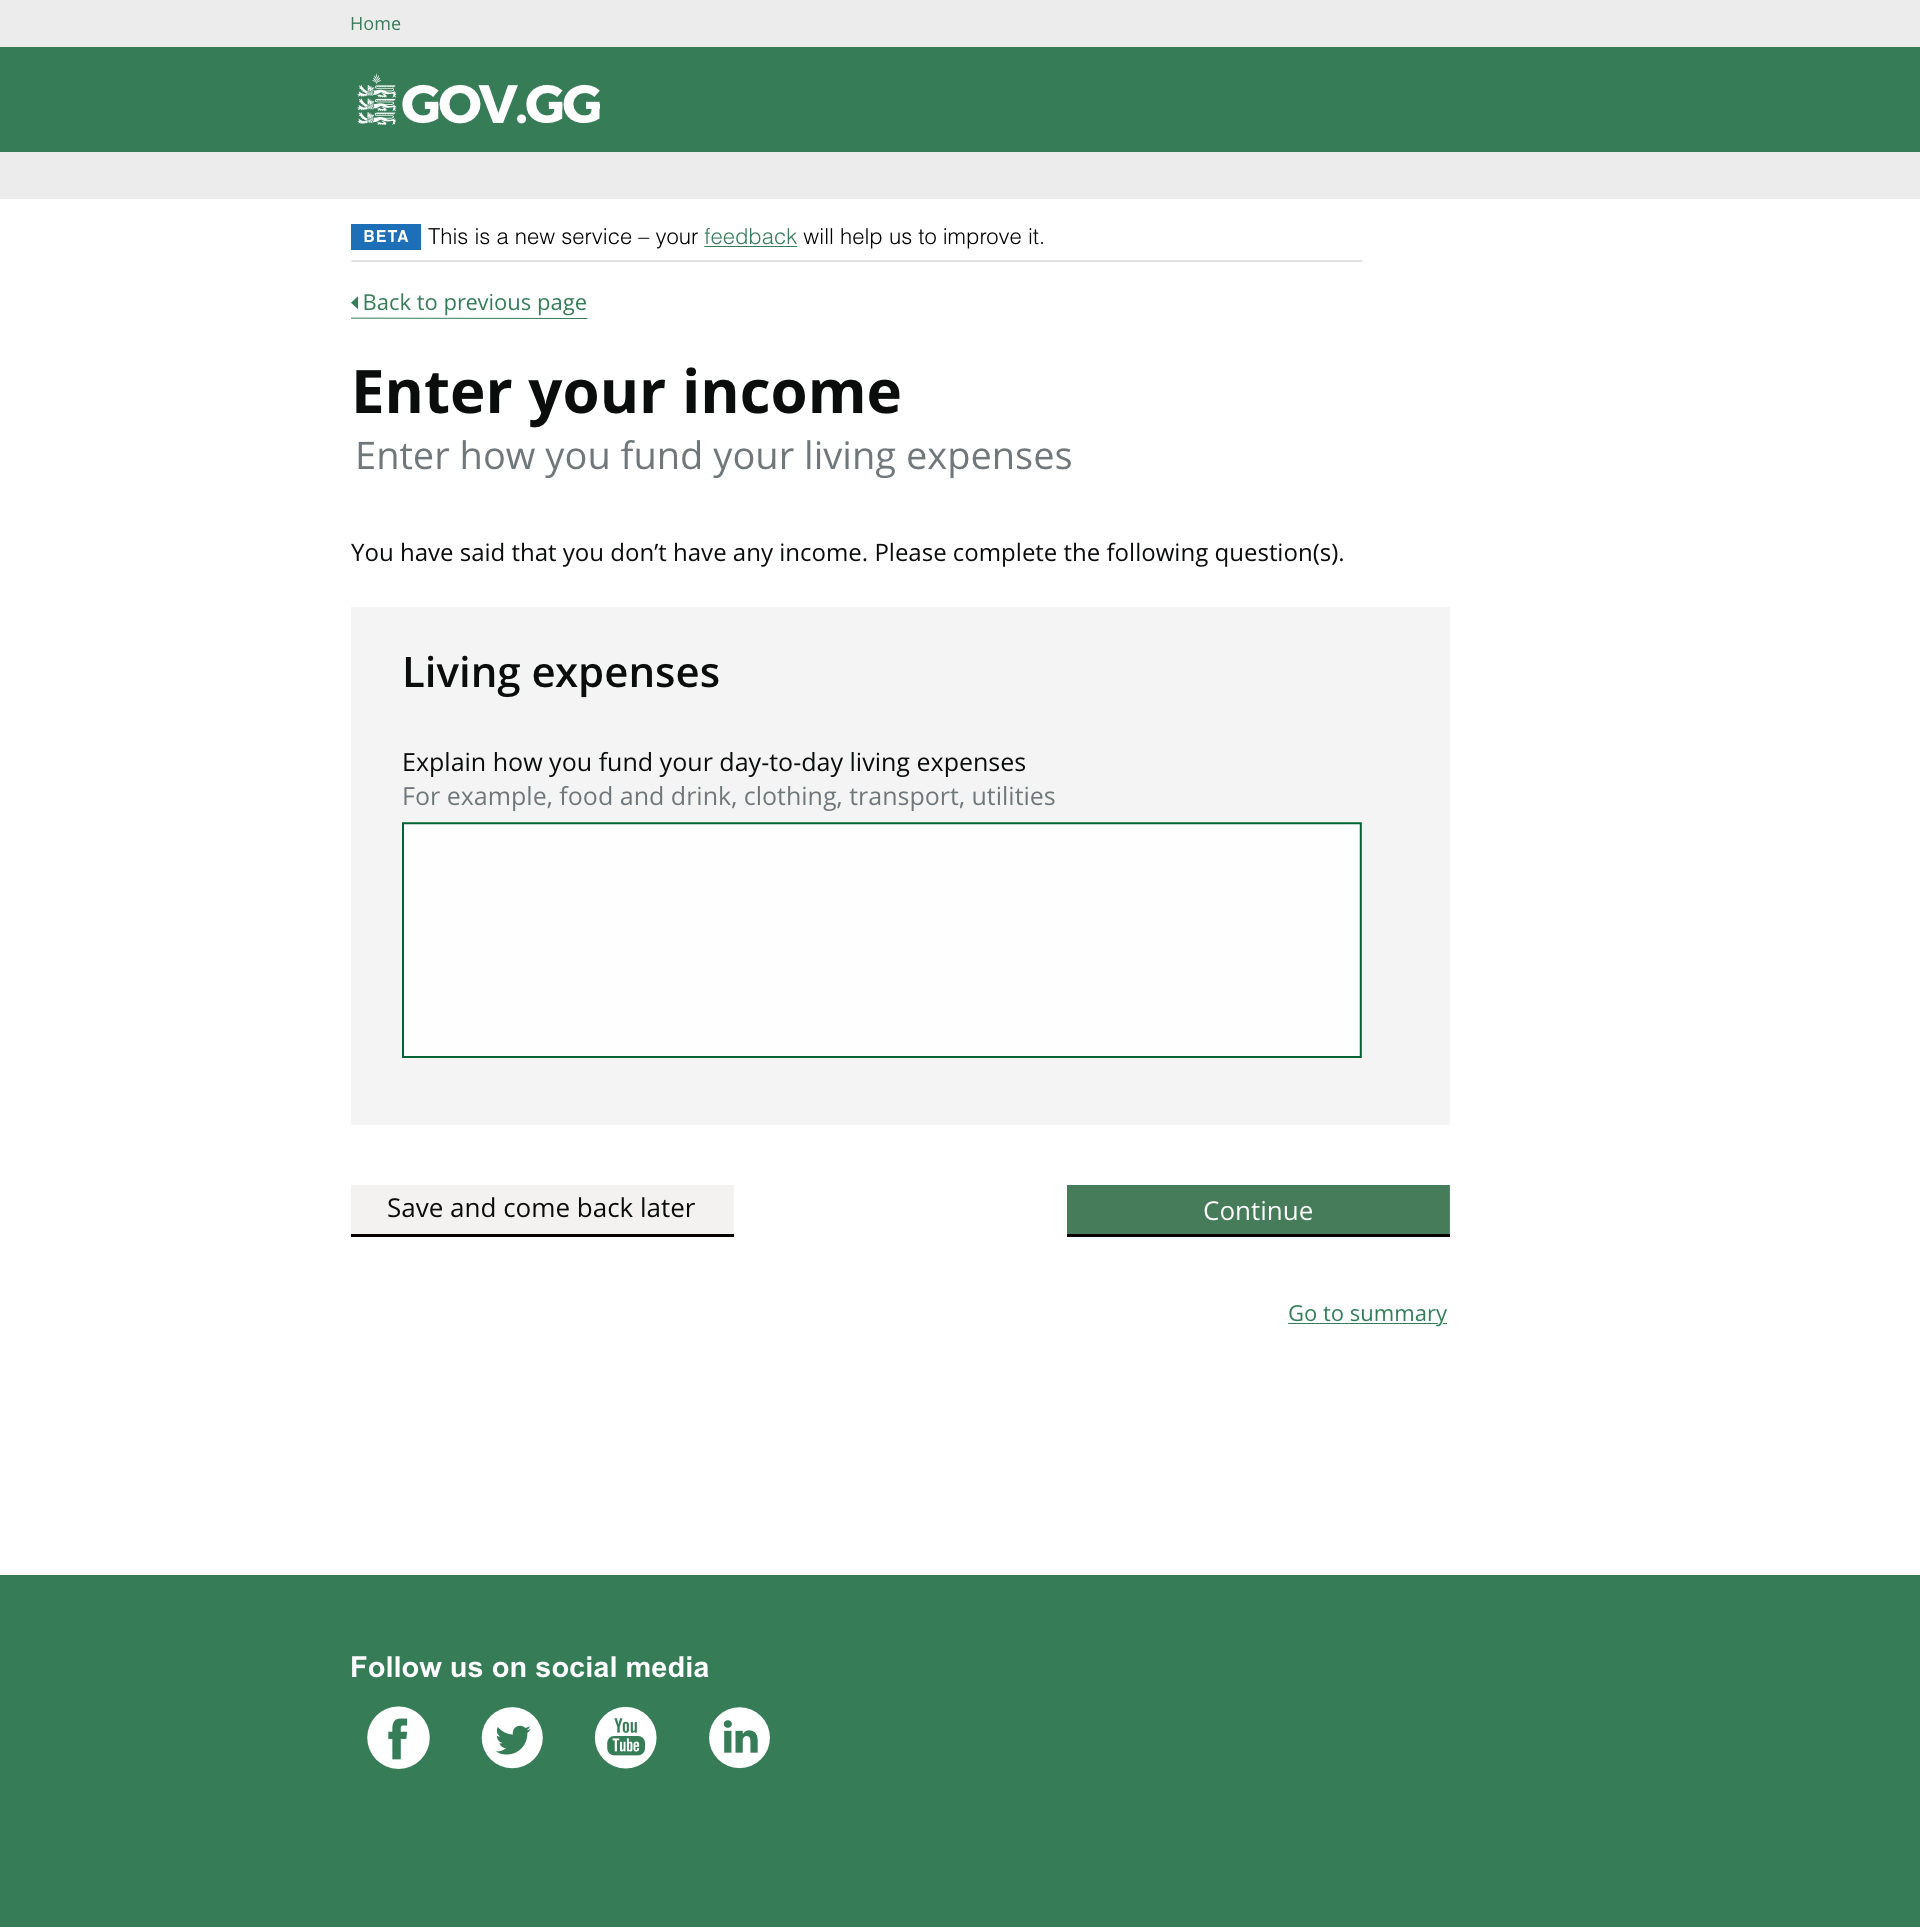 Home
GOV.GG
BETA This is a new service – your feedback will help us to improve it.
Back to previous page
Enter your income
Enter how you fund your living expenses
You have said that you don’t have any income. Please complete the following question(s).
Living expenses
Explain how you fund your day-to-day living expenses
For example, food and drink, clothing, transport, utilities
Save and come back later
Continue
Go to summary
Follow us on social media
f
You
Tube
in